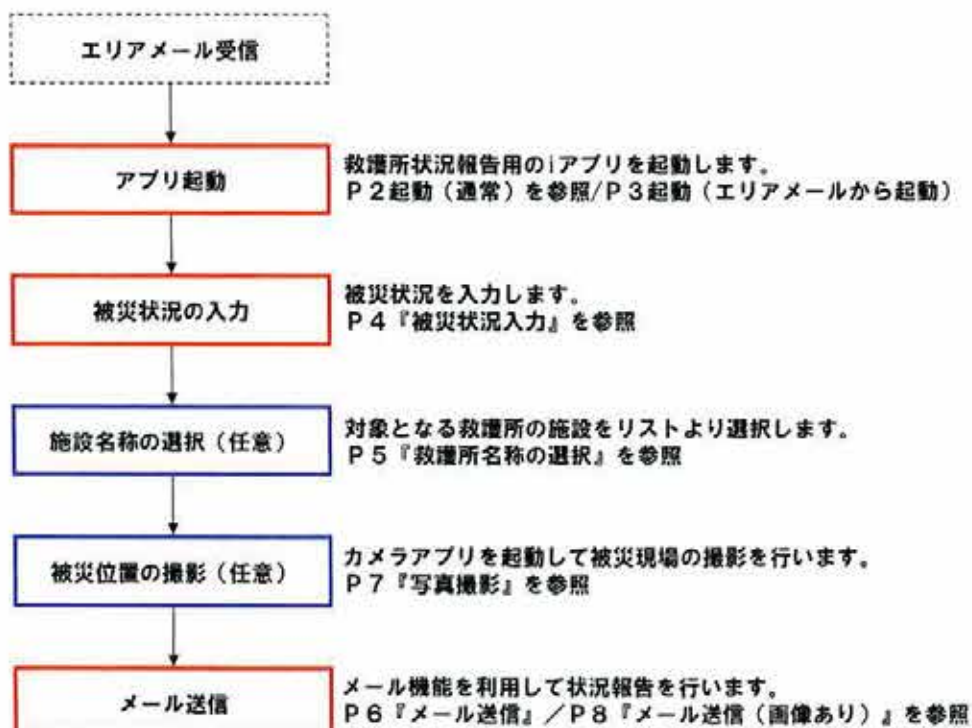 エリアメール受信
アプリ起動
救護所状況報告用のiアプリを起動します。
P2起動（通常）を参照/P3起動（エリアメールから起動）
被災状況の入力
被災状況を入力します。
P4『被災状況入力』を参照
施設名称の選択（任意）
対象となる救護所の施設をリストより選択します。
P5『救護所名称の選択』を参照
被災位置の撮影（任意）
カメラアプリを起動して被災現場の撮影を行います。
P7『写真撮影』を参照
メール送信
メール機能を利用して状況報告を行います。
P6『メール送信』／P8『メール送信（画像あり）』を参照